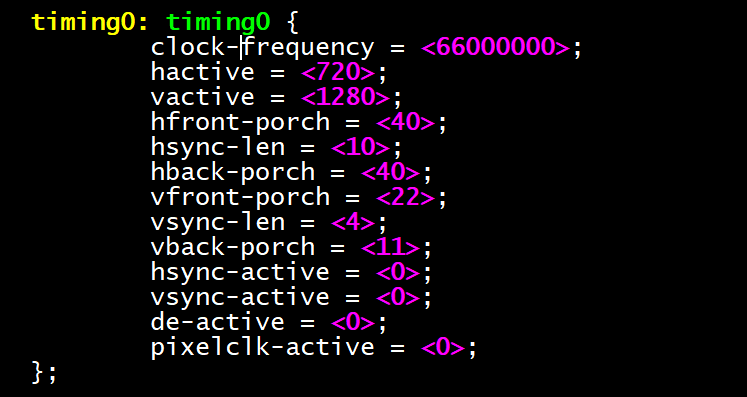 timing0: timing0 {
clock-frequency = <66000000>;
hactive = <720>;
vactive = <1280>;
hfront-porch = <40>;
hsync-len = <10>;
hback-porch = <40>;
vfront-porch = <22>;
vsync-len = <4>;
vback-porch = <11>;
hsync-active = <0>;
vsync-active = <0>;
de-active = <0>;
pixelclk-active = <0>;
};